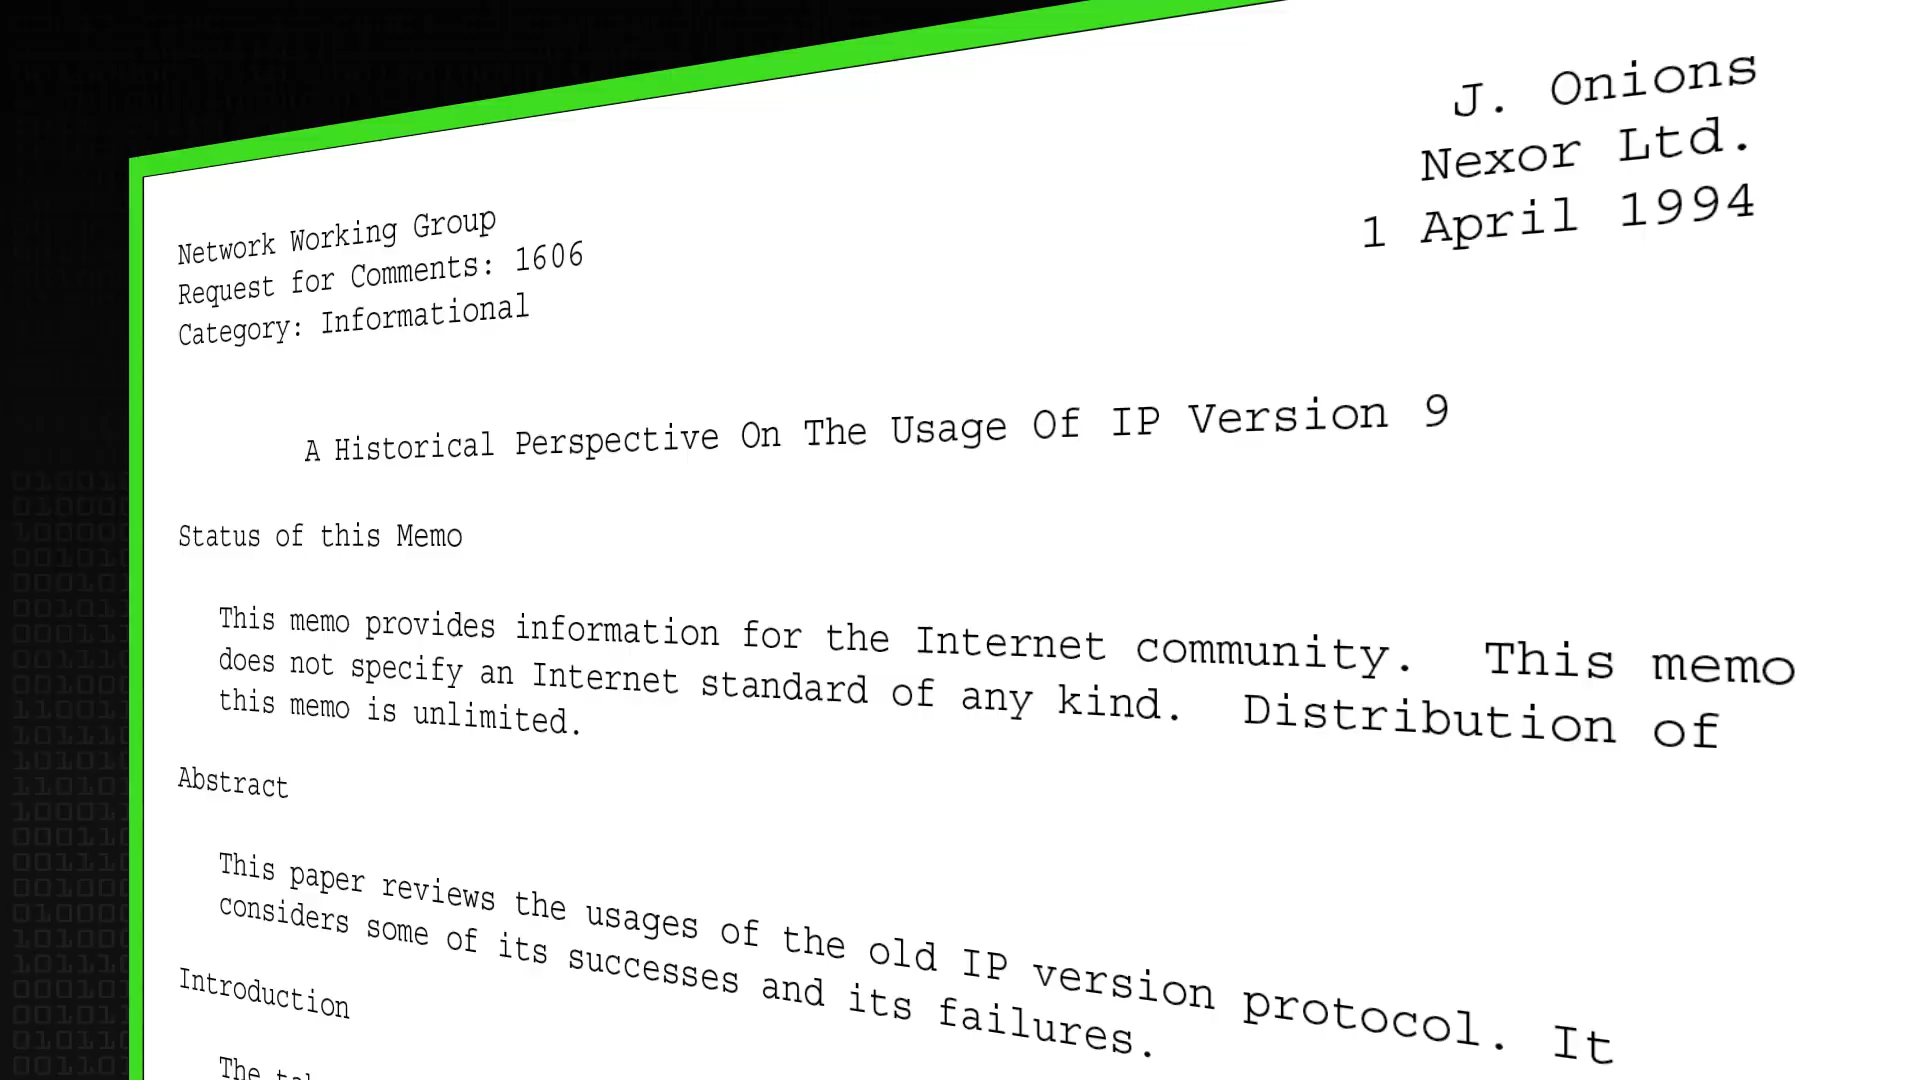 J. Onions
Nexor Ltd.
1 April 1994
Network Working Group
Request for Comments: 1606
Category: Informational
A Historical Perspective On The Usage Of IP Version 9
Status of this Memo
This memo provides information for the Internet community. This memo
does not specify an Internet standard of any kind. Distribution of
this memo is unlimited.
Abstract
This paper reviews the usages of the old IP version protocol. It
considers some of its successes and its failures.
Introduction
The